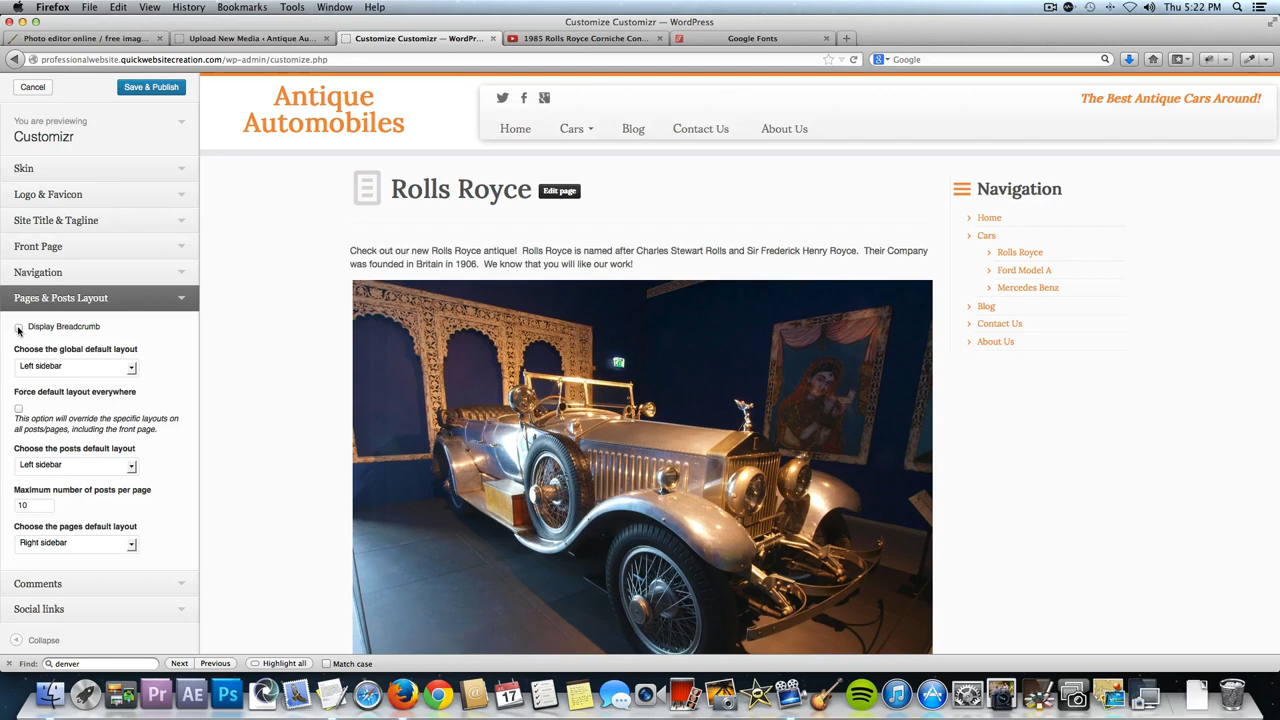 Firefox File Edit View History Bookmarks Tools Window Help Thu 5:22 PM
Customize Customizr — WordPress
Photo editor online / free imag... Upload New Media ‹ Antique Au... Customize Customizr — WordPr... 1985 Rolls Royce Corniche Con... Google Fonts
professionalwebsite.quickwebsitecreation.com/wp-admin/customize.php Google
Cancel Save & Publish
You are previewing
Customizr
Skin
Logo & Favicon
Site Title & Tagline
Front Page
Navigation
Pages & Posts Layout
Display Breadcrumb
Choose the global default layout
Left sidebar
Force default layout everywhere
This option will override the specific layouts on
all posts/pages, including the front page.
Choose the posts default layout
Left sidebar
Maximum number of posts per page
10
Choose the pages default layout
Right sidebar
Comments
Social links
Collapse
Antique
Automobiles
The Best Antique Cars Around!
Home Cars Blog Contact Us About Us
Rolls Royce Edit page
Check out our new Rolls Royce antique! Rolls Royce is named after Charles Stewart Rolls and Sir Frederick Henry Royce. Their Company
was founded in Britain in 1906. We know that you will like our work!
Navigation
Home
Cars
Rolls Royce
Ford Model A
Mercedes Benz
Blog
Contact Us
About Us
Find: denver Next Previous Highlight all Match case
Pr Ae Ps 17